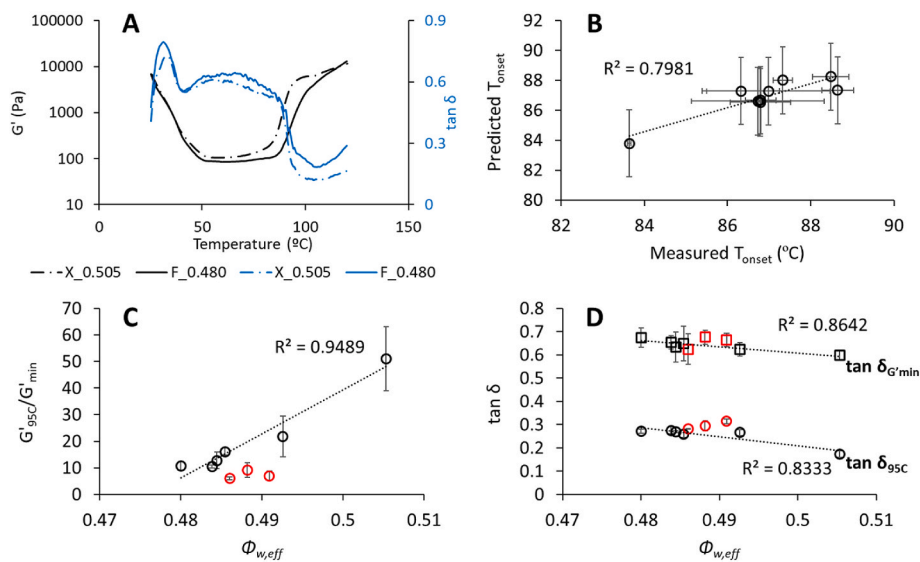 A
G' (Pa)
100000
10000
1000
100
10
0.9
0.6
0.3
0
tan δ
0
50
100
150
Temperature (ºC)
X_0.505
F_0.480
X_0.505
F_0.480
B
R² = 0.7981
Predicted Tonset
92
90
88
86
84
82
80
82
84
86
88
90
Measured Tonset (°C)
C
R² = 0.9489
G'95C/G'min
70
60
50
40
30
20
10
0
0.47
0.48
0.49
0.5
0.51
Φw,eff
D
R² = 0.8642
tan δG'min
tan δ
0.8
0.7
0.6
0.5
0.4
0.3
0.2
0.1
0
tan δ95C
R² = 0.8333
0.47
0.48
0.49
0.5
0.51
Φw,eff